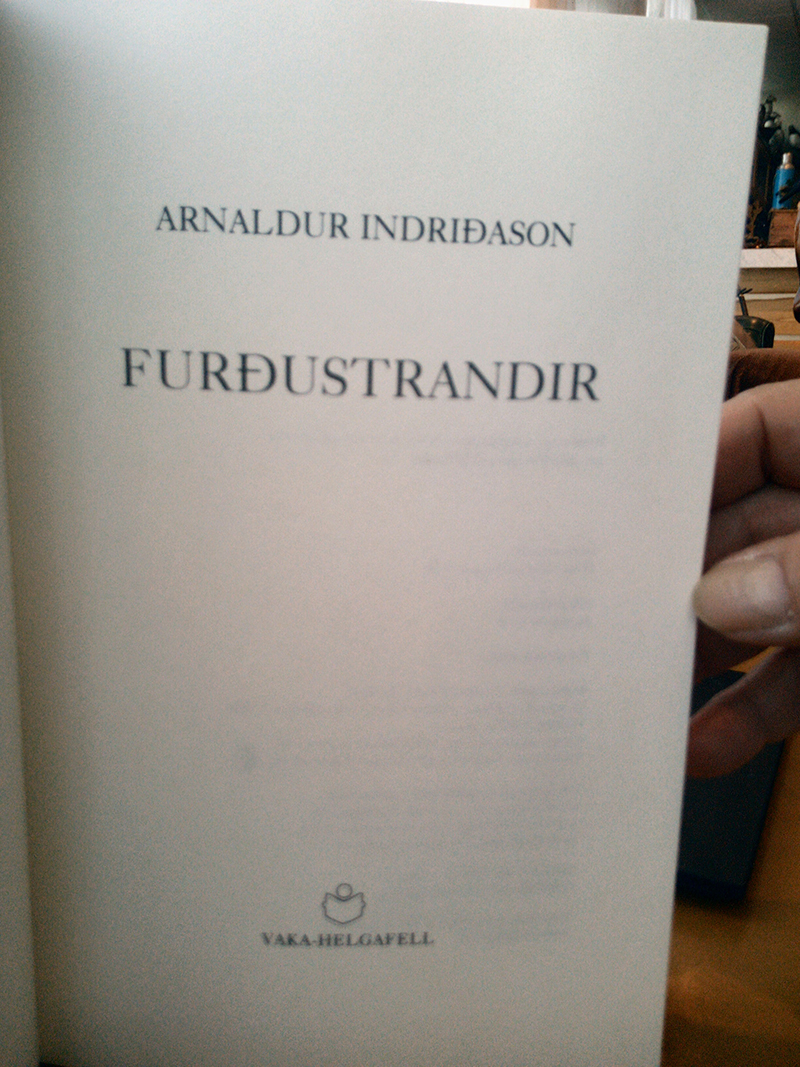 ARNALDUR INDRIÐASON
FURÐUSTRANDIR
VAKA-HELGAFELL